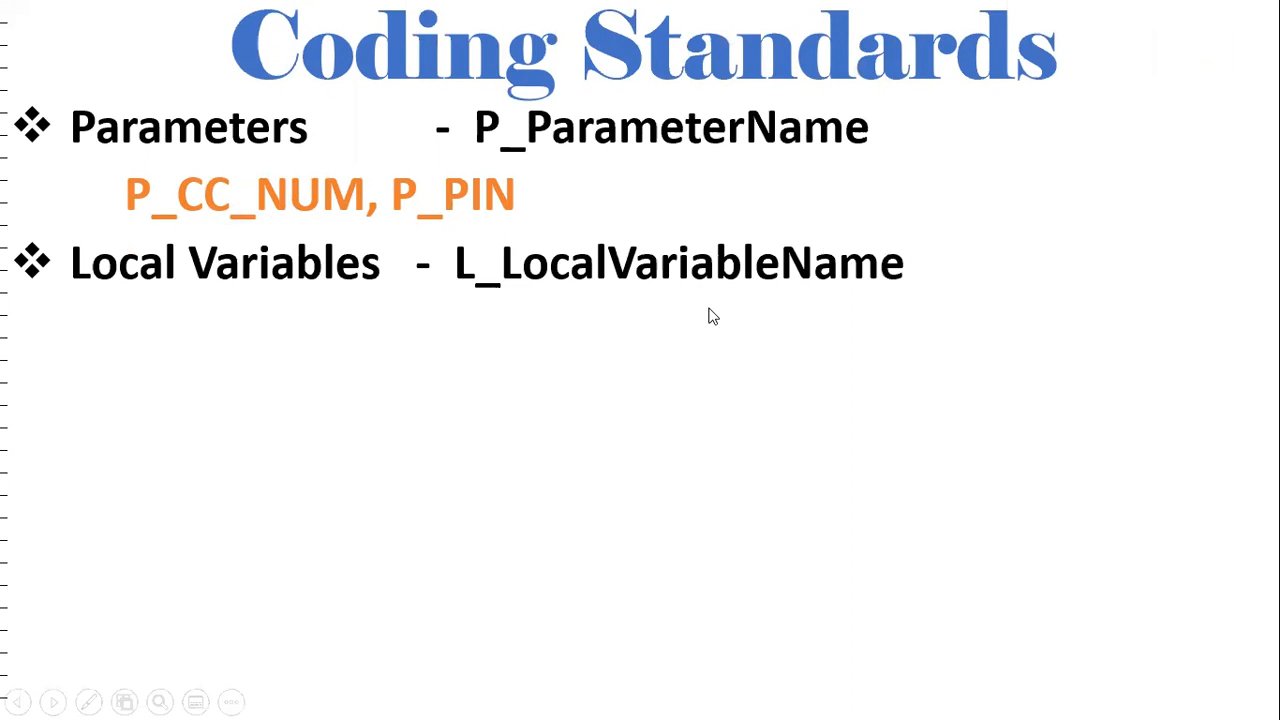 Coding Standards
❖ Parameters - P_ParameterName
P_CC_NUM, P_PIN
❖ Local Variables - L_LocalVariableName